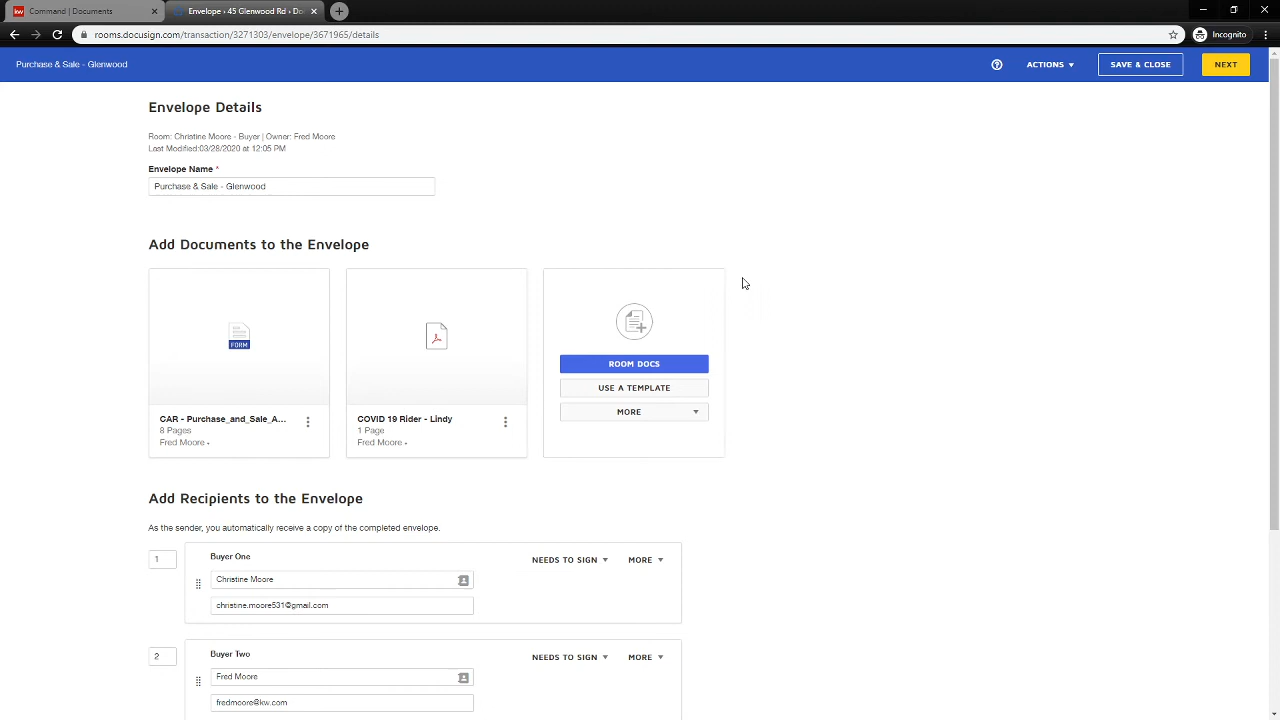 kw Command | Documents
Envelope › 45 Glenwood Rd › Do
rooms.docusign.com/transaction/3271303/envelope/3671965/details
Incognito
Purchase & Sale - Glenwood
ACTIONS
SAVE & CLOSE
NEXT
Envelope Details
Room: Christine Moore - Buyer | Owner: Fred Moore
Last Modified:03/28/2020 at 12:05 PM
Envelope Name *
Purchase & Sale - Glenwood
Add Documents to the Envelope
FORM
CAR - Purchase_and_Sale_A...
8 Pages
Fred Moore
COVID 19 Rider - Lindy
1 Page
Fred Moore
ROOM DOCS
USE A TEMPLATE
MORE
Add Recipients to the Envelope
As the sender, you automatically receive a copy of the completed envelope.
1
Buyer One
NEEDS TO SIGN
MORE
Christine Moore
christine.moore531@gmail.com
2
Buyer Two
NEEDS TO SIGN
MORE
Fred Moore
fredmoore@kw.com